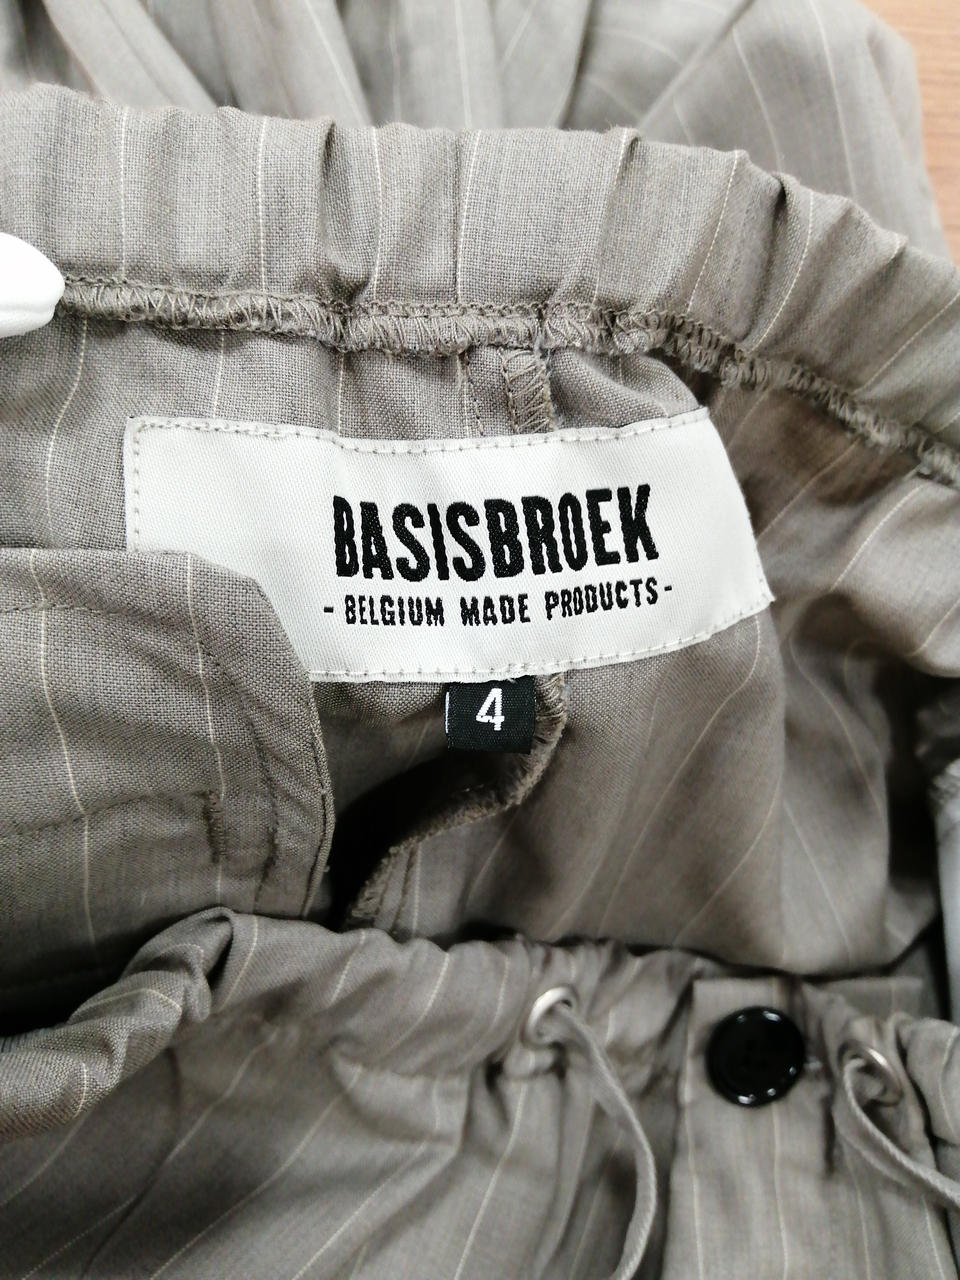 BASISBROEK
- BELGIUM MADE PRODUCTS -
4